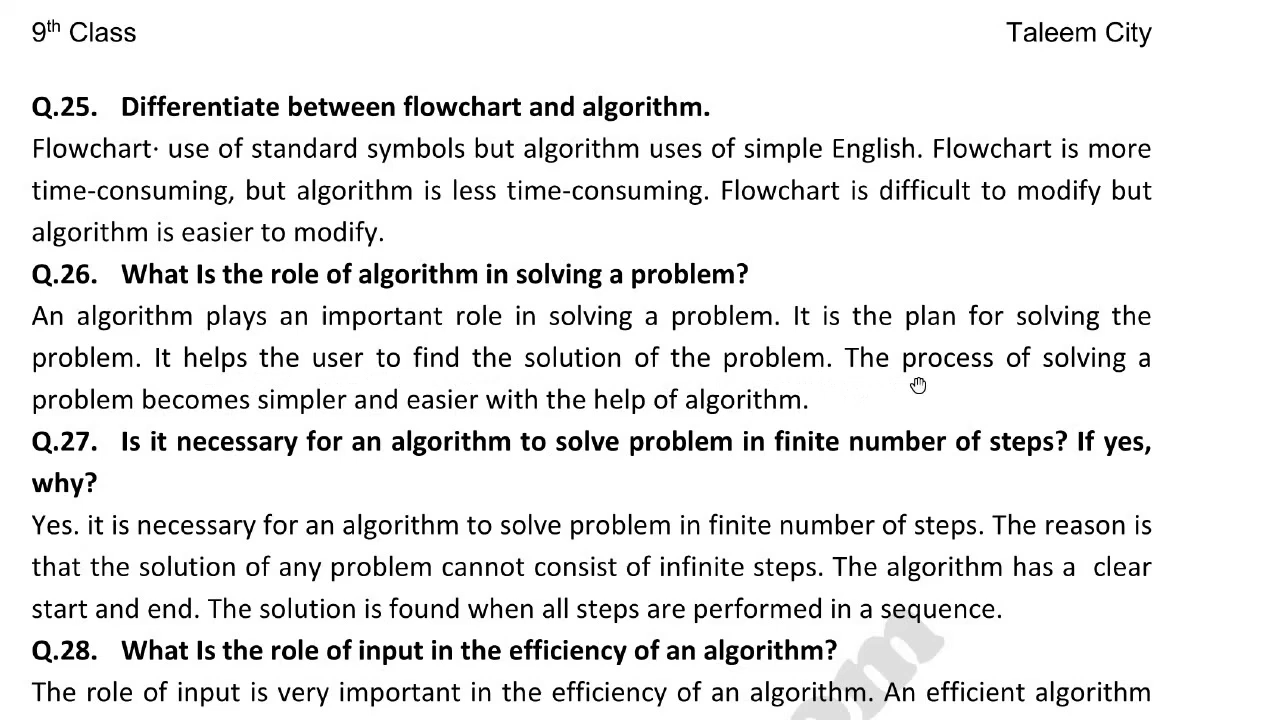 9th Class
Taleem City
Q.25. Differentiate between flowchart and algorithm.
Flowchart· use of standard symbols but algorithm uses of simple English. Flowchart is more
time-consuming, but algorithm is less time-consuming. Flowchart is difficult to modify but
algorithm is easier to modify.
Q.26. What Is the role of algorithm in solving a problem?
An algorithm plays an important role in solving a problem. It is the plan for solving the
problem. It helps the user to find the solution of the problem. The process of solving a
problem becomes simpler and easier with the help of algorithm.
Q.27. Is it necessary for an algorithm to solve problem in finite number of steps? If yes,
why?
Yes. it is necessary for an algorithm to solve problem in finite number of steps. The reason is
that the solution of any problem cannot consist of infinite steps. The algorithm has a clear
start and end. The solution is found when all steps are performed in a sequence.
Q.28. What Is the role of input in the efficiency of an algorithm?
The role of input is very important in the efficiency of an algorithm. An efficient algorithm